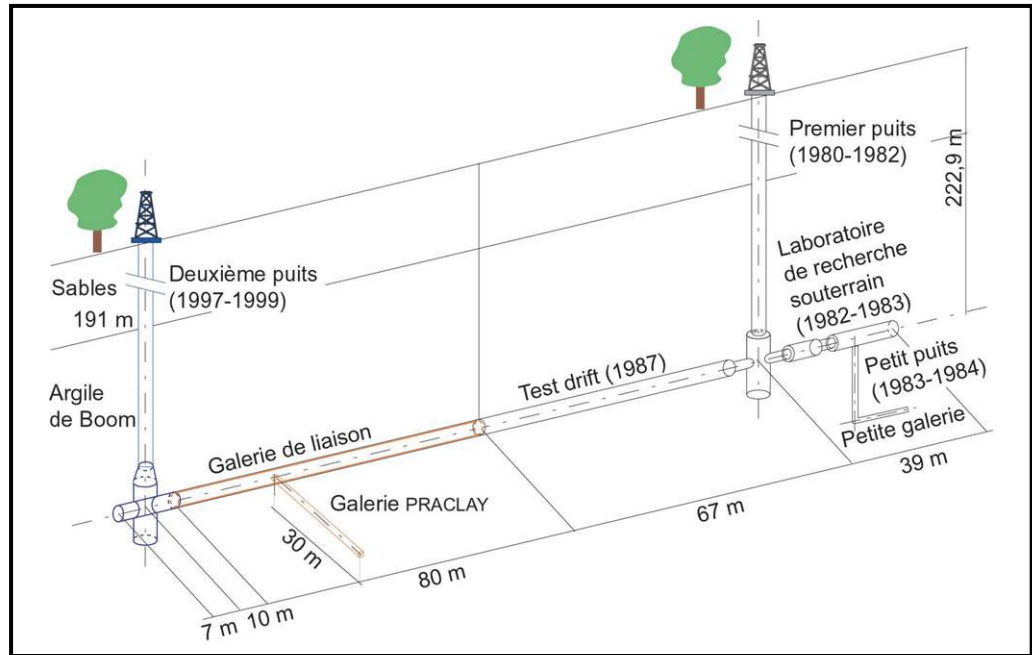 Premier puits
(1980-1982)
222,9 m
Sables
191 m
Deuxième puits
(1997-1999)
Laboratoire
de recherche
souterrain
(1982-1983)
Argile
de Boom
Test drift (1987)
Petit puits
(1983-1984)
Petite galerie
Galerie de liaison
Galerie PRACLAY
30 m
39 m
67 m
80 m
10 m
7 m